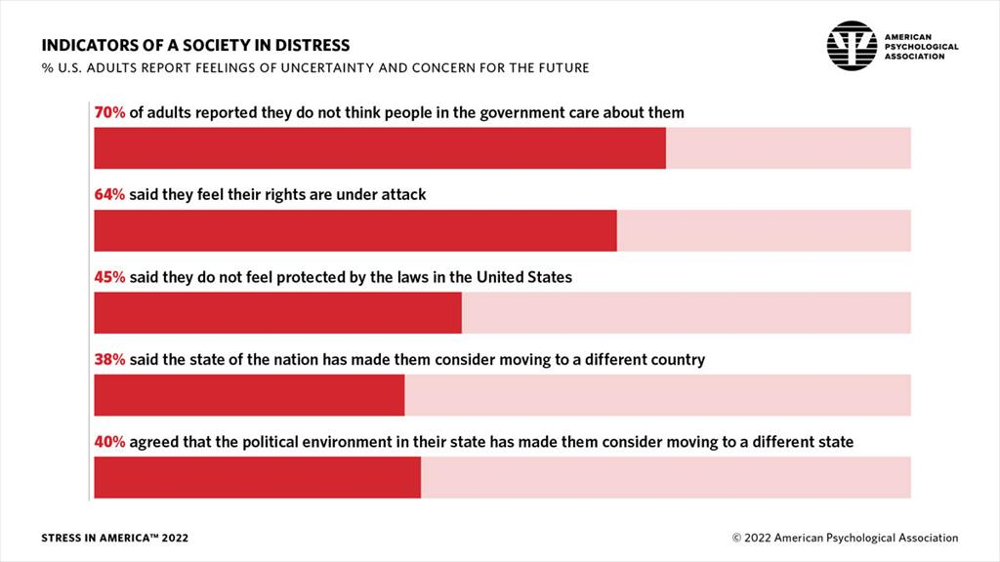 INDICATORS OF A SOCIETY IN DISTRESS
% U.S. ADULTS REPORT FEELINGS OF UNCERTAINTY AND CONCERN FOR THE FUTURE
AMERICAN
PSYCHOLOGICAL
ASSOCIATION
70% of adults reported they do not think people in the government care about them
64% said they feel their rights are under attack
45% said they do not feel protected by the laws in the United States
38% said the state of the nation has made them consider moving to a different country
40% agreed that the political environment in their state has made them consider moving to a different state
STRESS IN AMERICA™ 2022
© 2022 American Psychological Association